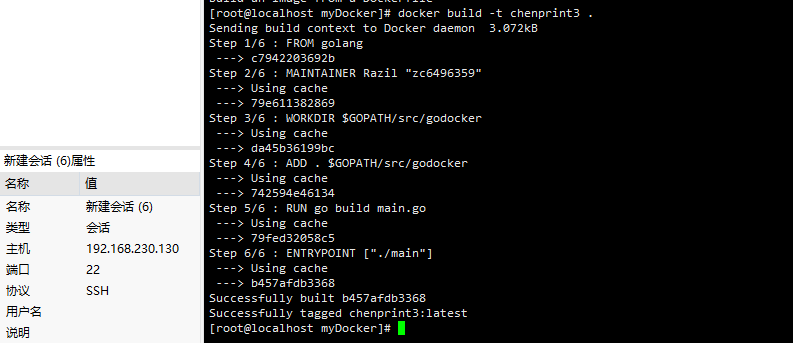 build an image from a Dockerfile
[root@localhost myDocker]# docker build -t chenprint3 .
Sending build context to Docker daemon  3.072kB
Step 1/6 : FROM golang
 ---> c7942203692b
Step 2/6 : MAINTAINER Razil "zc6496359"
 ---> Using cache
 ---> 79e611382869
Step 3/6 : WORKDIR $GOPATH/src/godocker
 ---> Using cache
 ---> da45b36199bc
Step 4/6 : ADD . $GOPATH/src/godocker
 ---> Using cache
 ---> 742594e46134
Step 5/6 : RUN go build main.go
 ---> Using cache
 ---> 79fed32058c5
Step 6/6 : ENTRYPOINT ["./main"]
 ---> Using cache
 ---> b457afdb3368
Successfully built b457afdb3368
Successfully tagged chenprint3:latest
[root@localhost myDocker]#
新建会话 (6)属性
名称 值
名称 新建会话 (6)
类型 会话
主机 192.168.230.130
端口 22
协议 SSH
用户名
说明